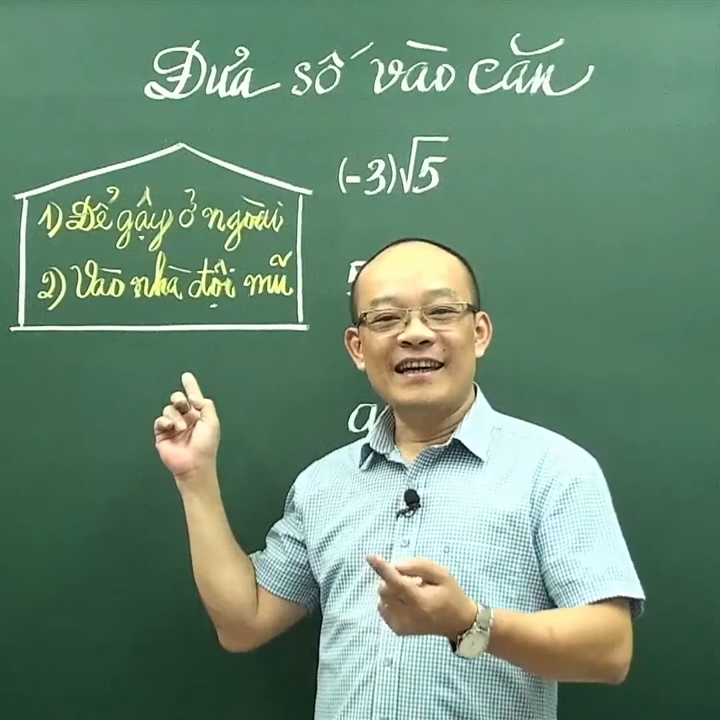 Đưa số vào căn
(-3)√5
1) Để gậy ở ngoài
2) Vào nhà đội mũ